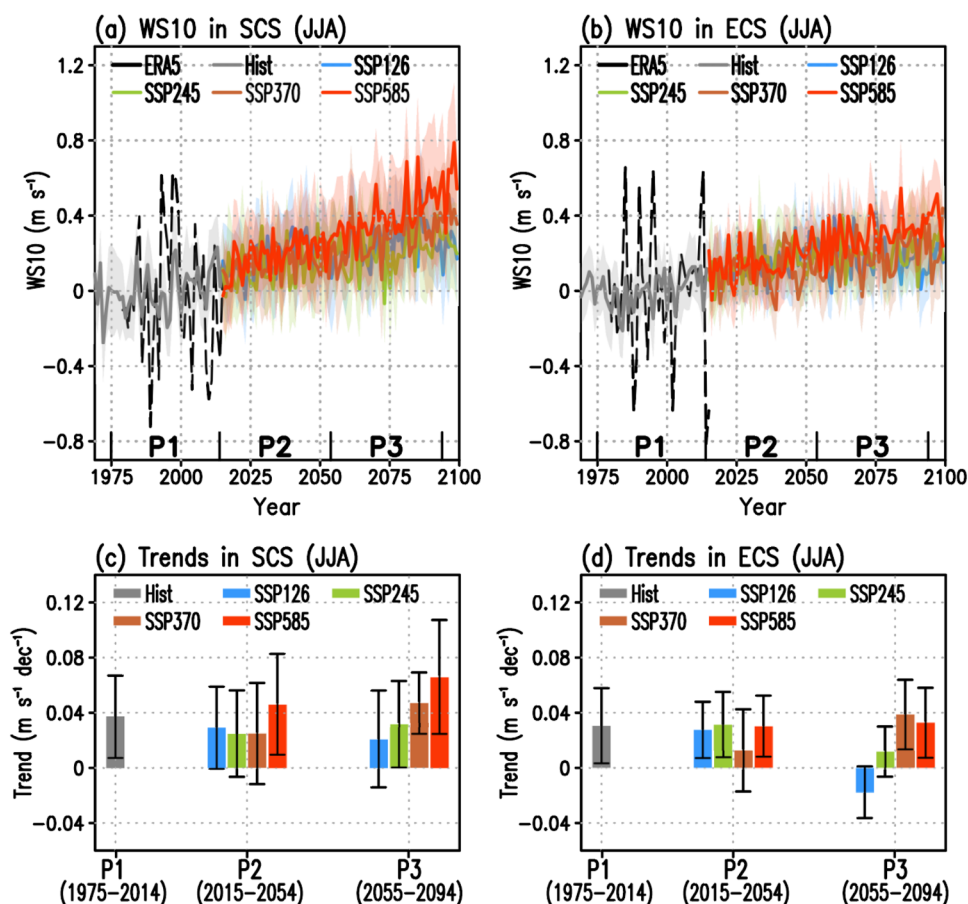 (a) WS10 in SCS (JJA)
ERA5 Hist SSP126
SSP245 SSP370 SSP585
WS10 (m s⁻¹)
1.2
0.8
0.4
0
−0.4
−0.8
P1 P2 P3
1975 2000 2025 2050 2075 2100
Year
(b) WS10 in ECS (JJA)
ERA5 Hist SSP126
SSP245 SSP370 SSP585
WS10 (m s⁻¹)
1.2
0.8
0.4
0
−0.4
−0.8
P1 P2 P3
1975 2000 2025 2050 2075 2100
Year
(c) Trends in SCS (JJA)
Hist SSP126 SSP245
SSP370 SSP585
Trend (m s⁻¹ dec⁻¹)
0.12
0.08
0.04
0
−0.04
P1 P2 P3
(1975−2014) (2015−2054) (2055−2094)
(d) Trends in ECS (JJA)
Hist SSP126 SSP245
SSP370 SSP585
Trend (m s⁻¹ dec⁻¹)
0.12
0.08
0.04
0
−0.04
P1 P2 P3
(1975−2014) (2015−2054) (2055−2094)